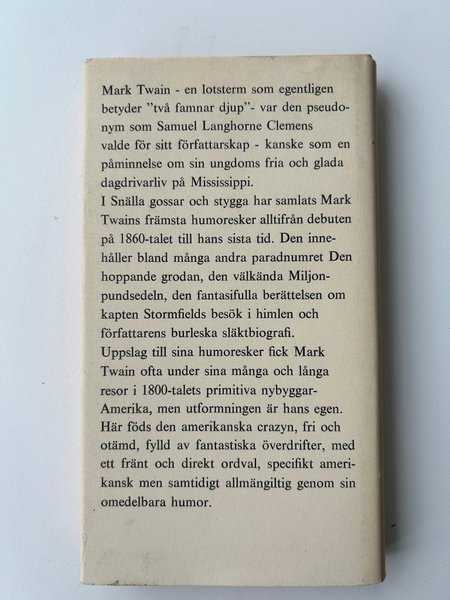 Mark Twain - en lotsterm som egentligen
betyder ”två famnar djup”- var den pseudo-
nym som Samuel Langhorne Clemens
valde för sitt författarskap - kanske som en
påminnelse om sin ungdoms fria och glada
dagdrivarliv på Mississippi.
I Snälla gossar och stygga har samlats Mark
Twains främsta humoresker alltifrån debuten
på 1860-talet till hans sista tid. Den inne-
håller bland många andra paradnumret Den
hoppande grodan, den välkända Miljon-
pundsedeln, den fantasifulla berättelsen om
kapten Stormfields besök i himlen och
författarens burleska släktbiografi.
Uppslag till sina humoresker fick Mark
Twain ofta under sina många och långa
resor i 1800-talets primitiva nybyggar-
Amerika, men utformningen är hans egen.
Här föds den amerikanska crazyn, fri och
otämd, fylld av fantastiska överdrifter, med
ett fränt och direkt ordval, specifikt ameri-
kansk men samtidigt allmängiltig genom sin
omedelbara humor.